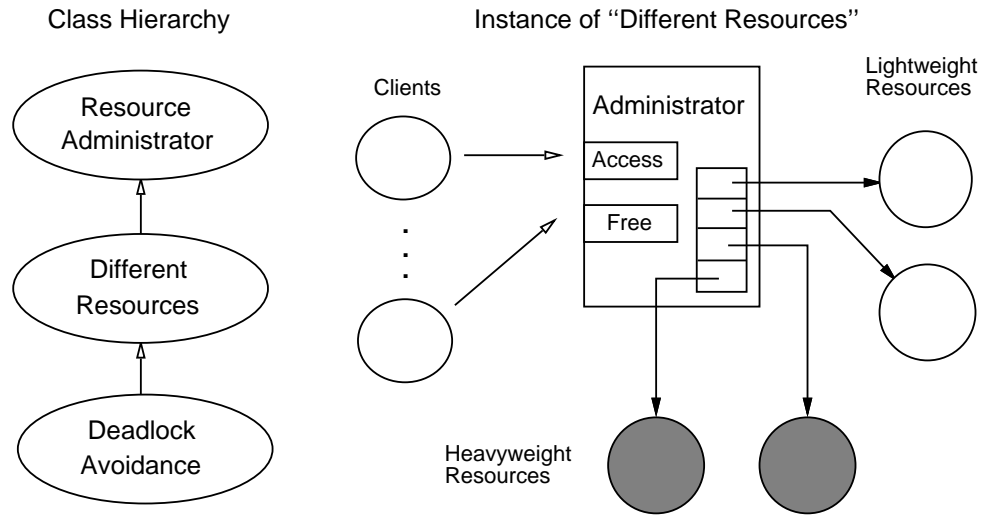 Class Hierarchy
Resource
Administrator
Different
Resources
Deadlock
Avoidance
Instance of “Different Resources”
Clients
.
.
.
Administrator
Access
Free
Lightweight
Resources
Heavyweight
Resources